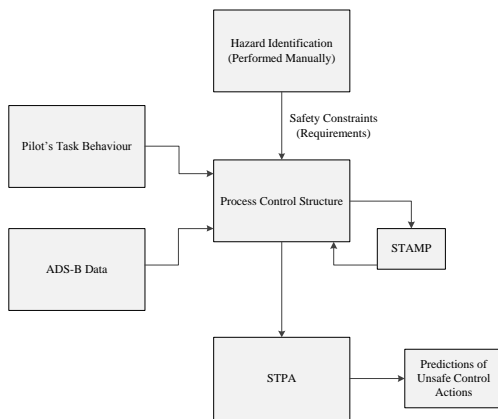 Hazard Identification
(Performed Manually)
Safety Constraints
(Requirements)
Pilot's Task Behaviour
Process Control Structure
ADS-B Data
STAMP
STPA
Predictions of
Unsafe Control
Actions